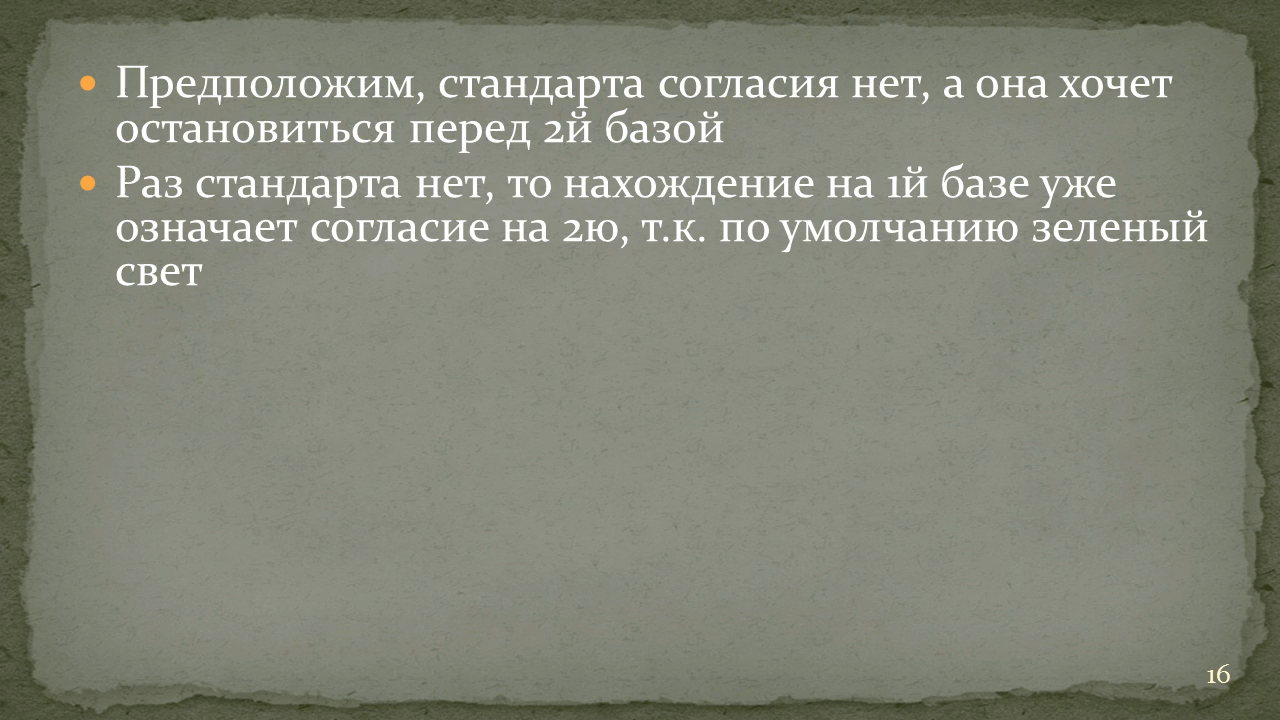 • Предположим, стандарта согласия нет, а она хочет
остановиться перед 2й базой
• Раз стандарта нет, то нахождение на 1й базе уже
означает согласие на 2ю, т.к. по умолчанию зеленый
свет
16